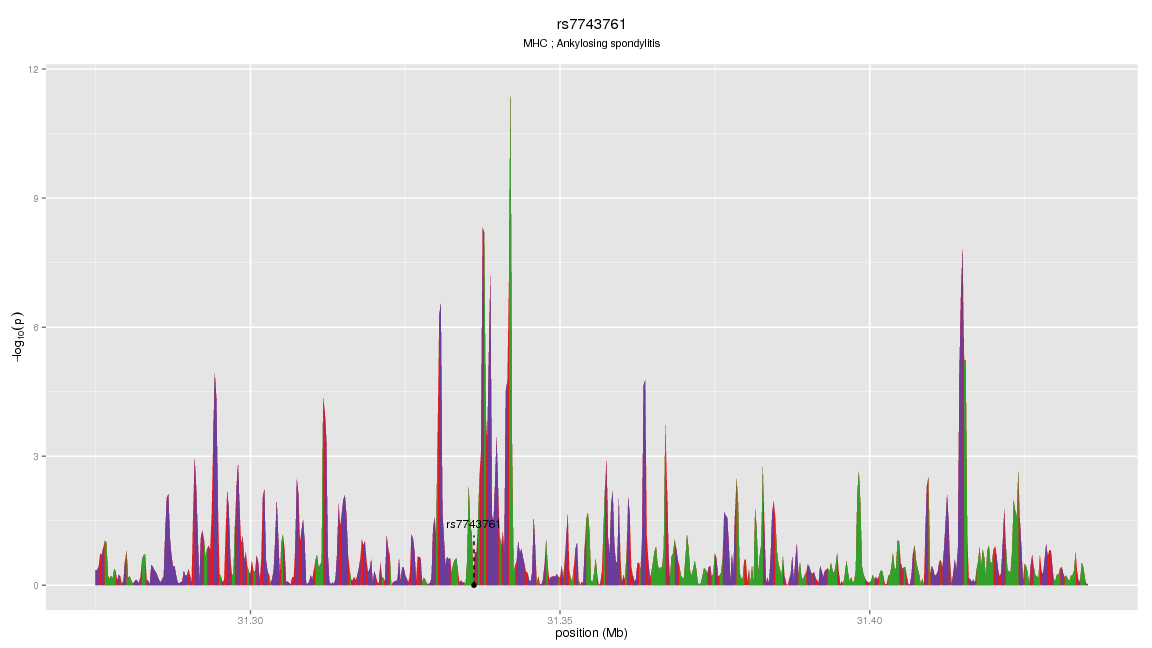 rs7743761
MHC ; Ankylosing spondylitis
12
9
6
3
0
−log10(p)
rs7743761
31.30
31.35
31.40
position (Mb)